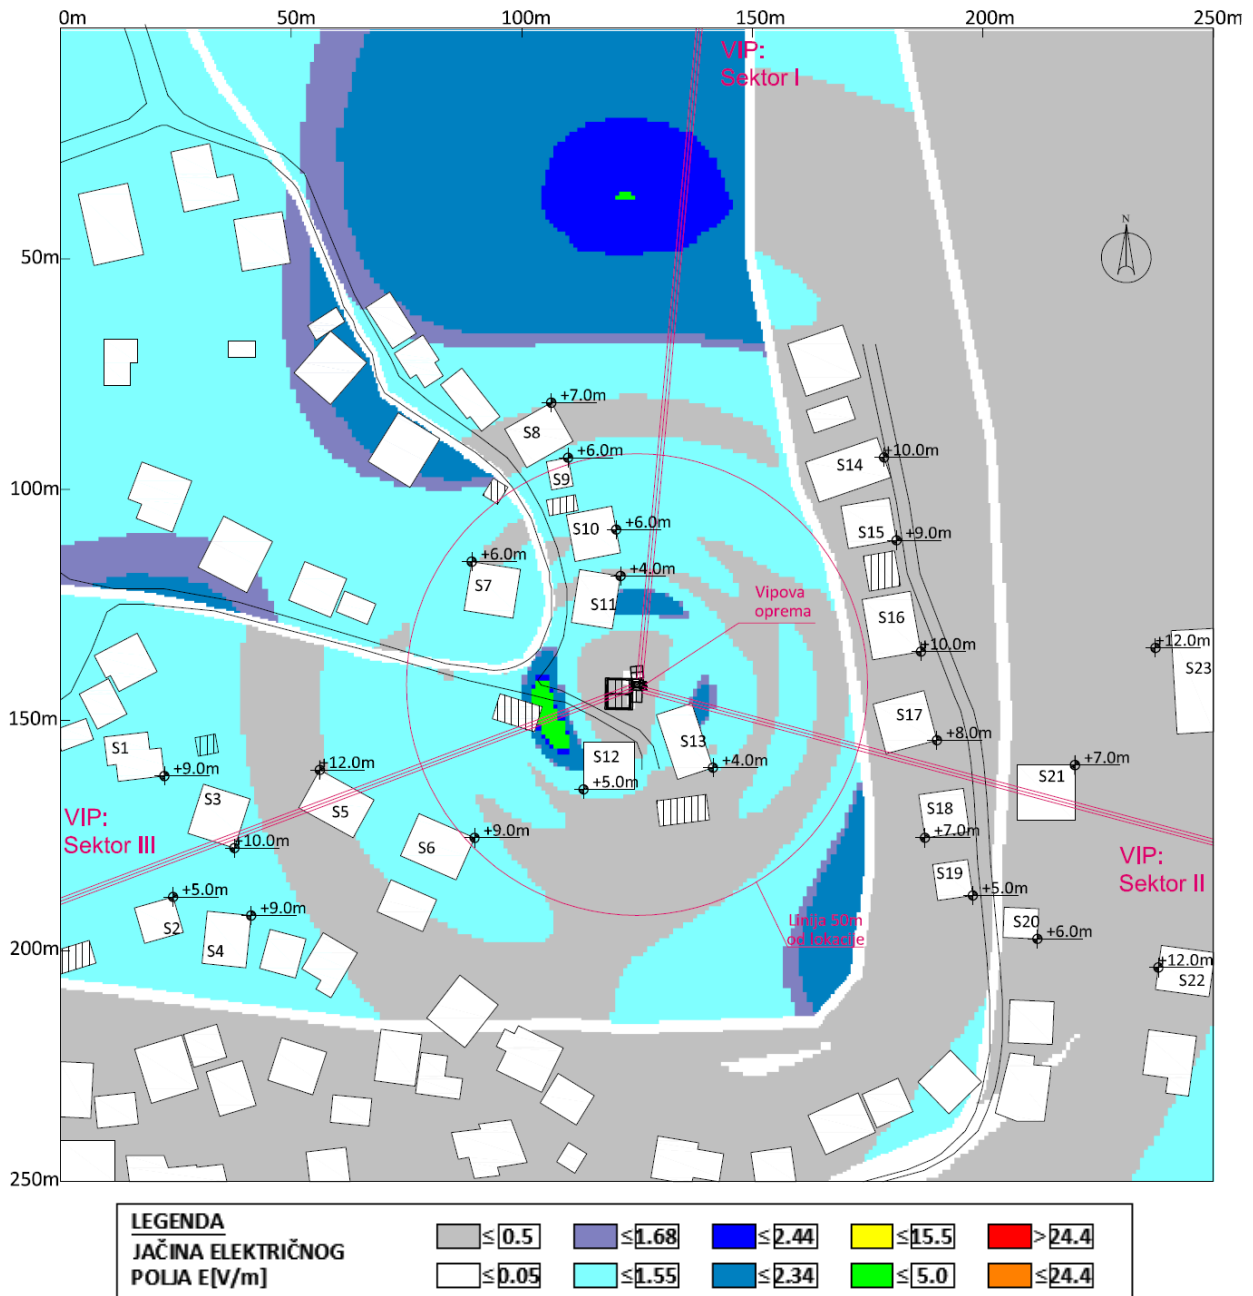 0m 50m 100m 150m 200m 250m
VIP:
Sektor I
N
50m
+7.0m
S8
+6.0m
S9
+10.0m
S14
100m
+6.0m
S10
+9.0m
S15
+6.0m
S7
+4.0m
S11
Vipova
oprema
S16
+10.0m
+12.0m
S23
150m
S1
+9.0m
S13
+4.0m
S17
+8.0m
S12
+5.0m
+12.0m
S5
+7.0m
S21
S3
+10.0m
VIP:
Sektor III
S6
+9.0m
S18
+7.0m
VIP:
Sektor II
S19
+5.0m
+5.0m
S2
+9.0m
S4
Linija 50m
od lokacije
S20
+6.0m
200m
+12.0m
S22
250m
LEGENDA
JAČINA ELEKTRIČNOG
POLJA E[V/m]
≤ 0.5 ≤1.68 ≤2.44 ≤15.5 >24.4
≤0.05 ≤1.55 ≤2.34 ≤ 5.0 ≤24.4